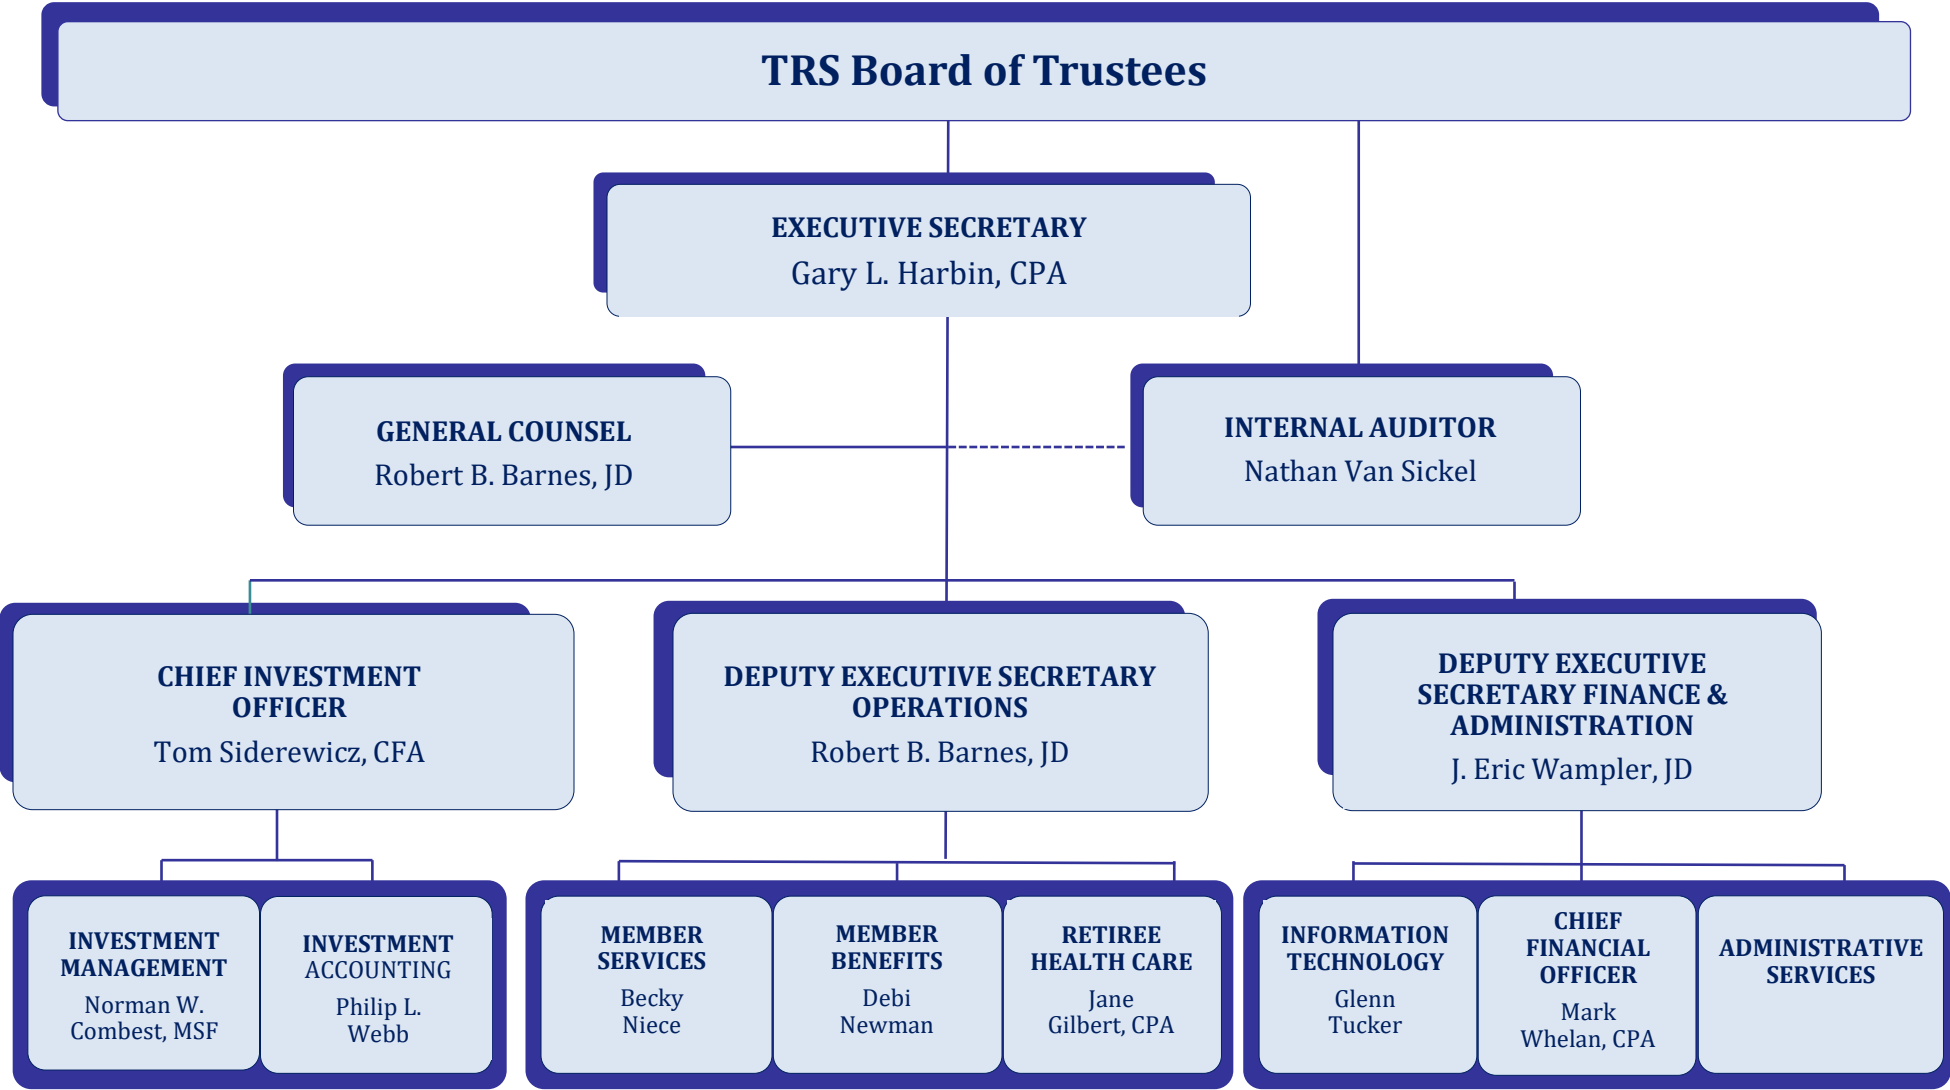 TRS Board of Trustees
EXECUTIVE SECRETARY
Gary L. Harbin, CPA
GENERAL COUNSEL
Robert B. Barnes, JD
INTERNAL AUDITOR
Nathan Van Sickel
CHIEF INVESTMENT
OFFICER
Tom Siderewicz, CFA
DEPUTY EXECUTIVE SECRETARY
OPERATIONS
Robert B. Barnes, JD
DEPUTY EXECUTIVE
SECRETARY FINANCE &
ADMINISTRATION
J. Eric Wampler, JD
INVESTMENT
MANAGEMENT
Norman W.
Combest, MSF
INVESTMENT
ACCOUNTING
Philip L.
Webb
MEMBER
SERVICES
Becky
Niece
MEMBER
BENEFITS
Debi
Newman
RETIREE
HEALTH CARE
Jane
Gilbert, CPA
INFORMATION
TECHNOLOGY
Glenn
Tucker
CHIEF
FINANCIAL
OFFICER
Mark
Whelan, CPA
ADMINISTRATIVE
SERVICES